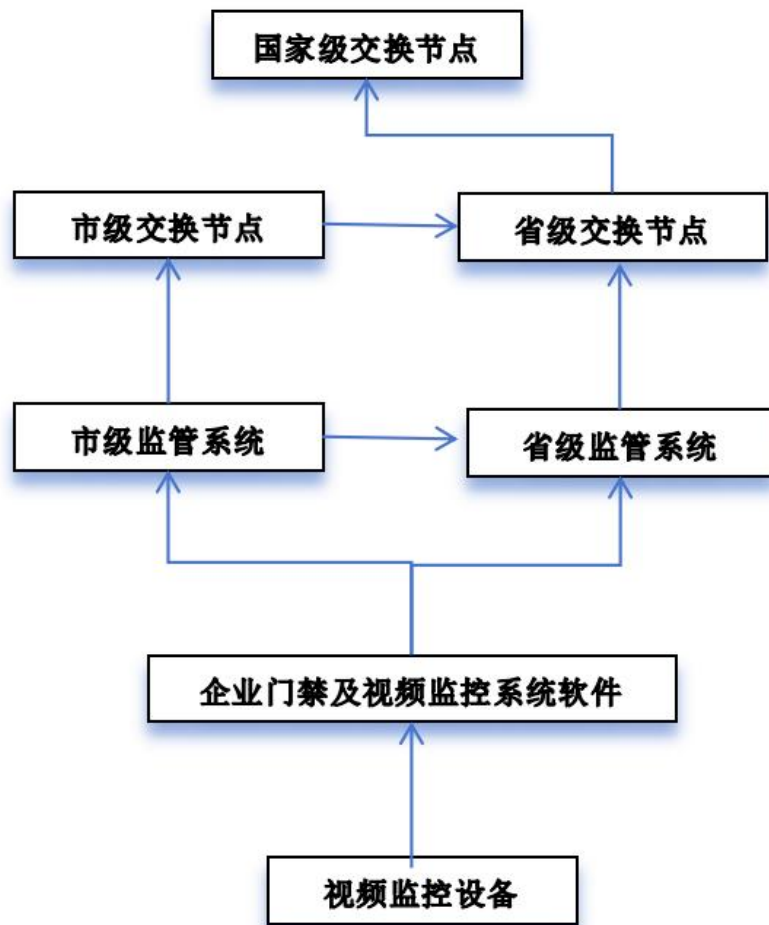 国家级交换节点
市级交换节点
省级交换节点
市级监管系统
省级监管系统
企业门禁及视频监控系统软件
视频监控设备